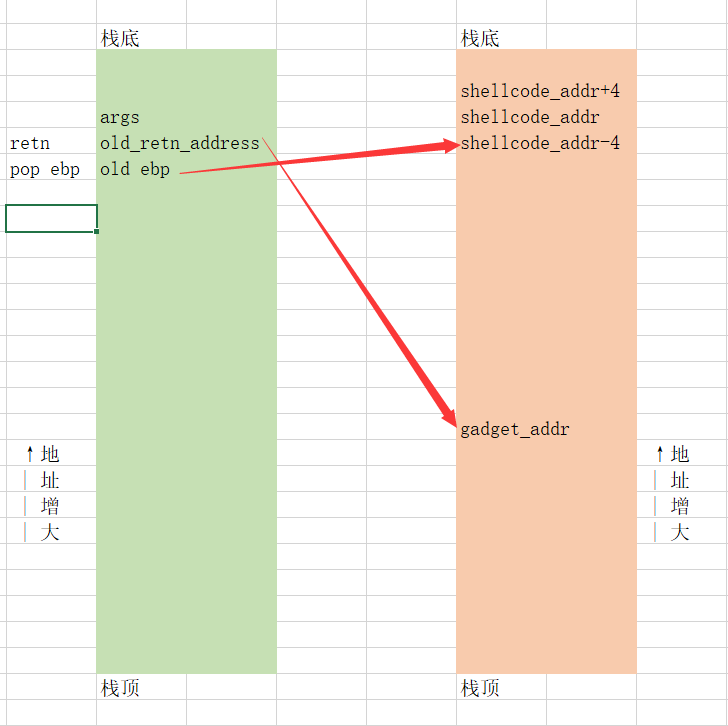 栈底 栈底
shellcode_addr+4
args shellcode_addr
retn old_retn_address shellcode_addr-4
pop ebp old ebp
gadget_addr
↑地 ↑地
| 址 | 址
| 增 | 增
| 大 | 大
栈顶 栈顶